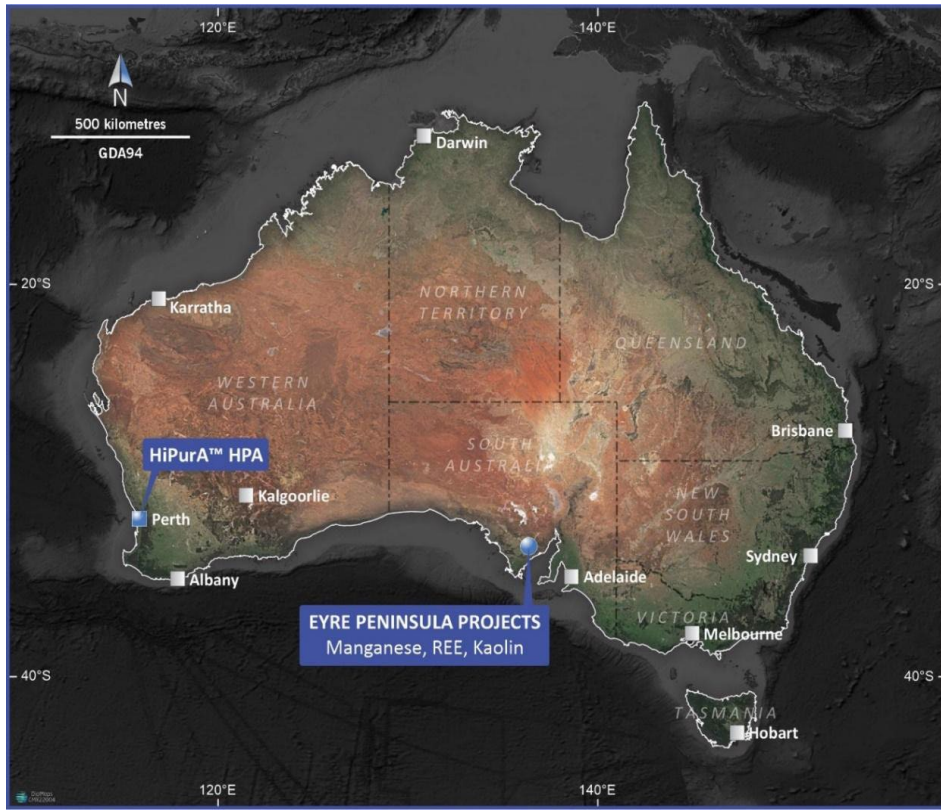 120°E
140°E
N
500 kilometres
GDA94
Darwin
20°S
20°S
Karratha
NORTHERN
TERRITORY
QUEENSLAND
WESTERN
AUSTRALIA
Brisbane
SOUTH
AUSTRALIA
HiPurA™ HPA
Kalgoorlie
NEW
SOUTH
WALES
Perth
Sydney
Albany
Adelaide
EYRE PENINSULA PROJECTS
Manganese, REE, Kaolin
VICTORIA
Melbourne
40°S
40°S
TASMANIA
Hobart
120°E
140°E